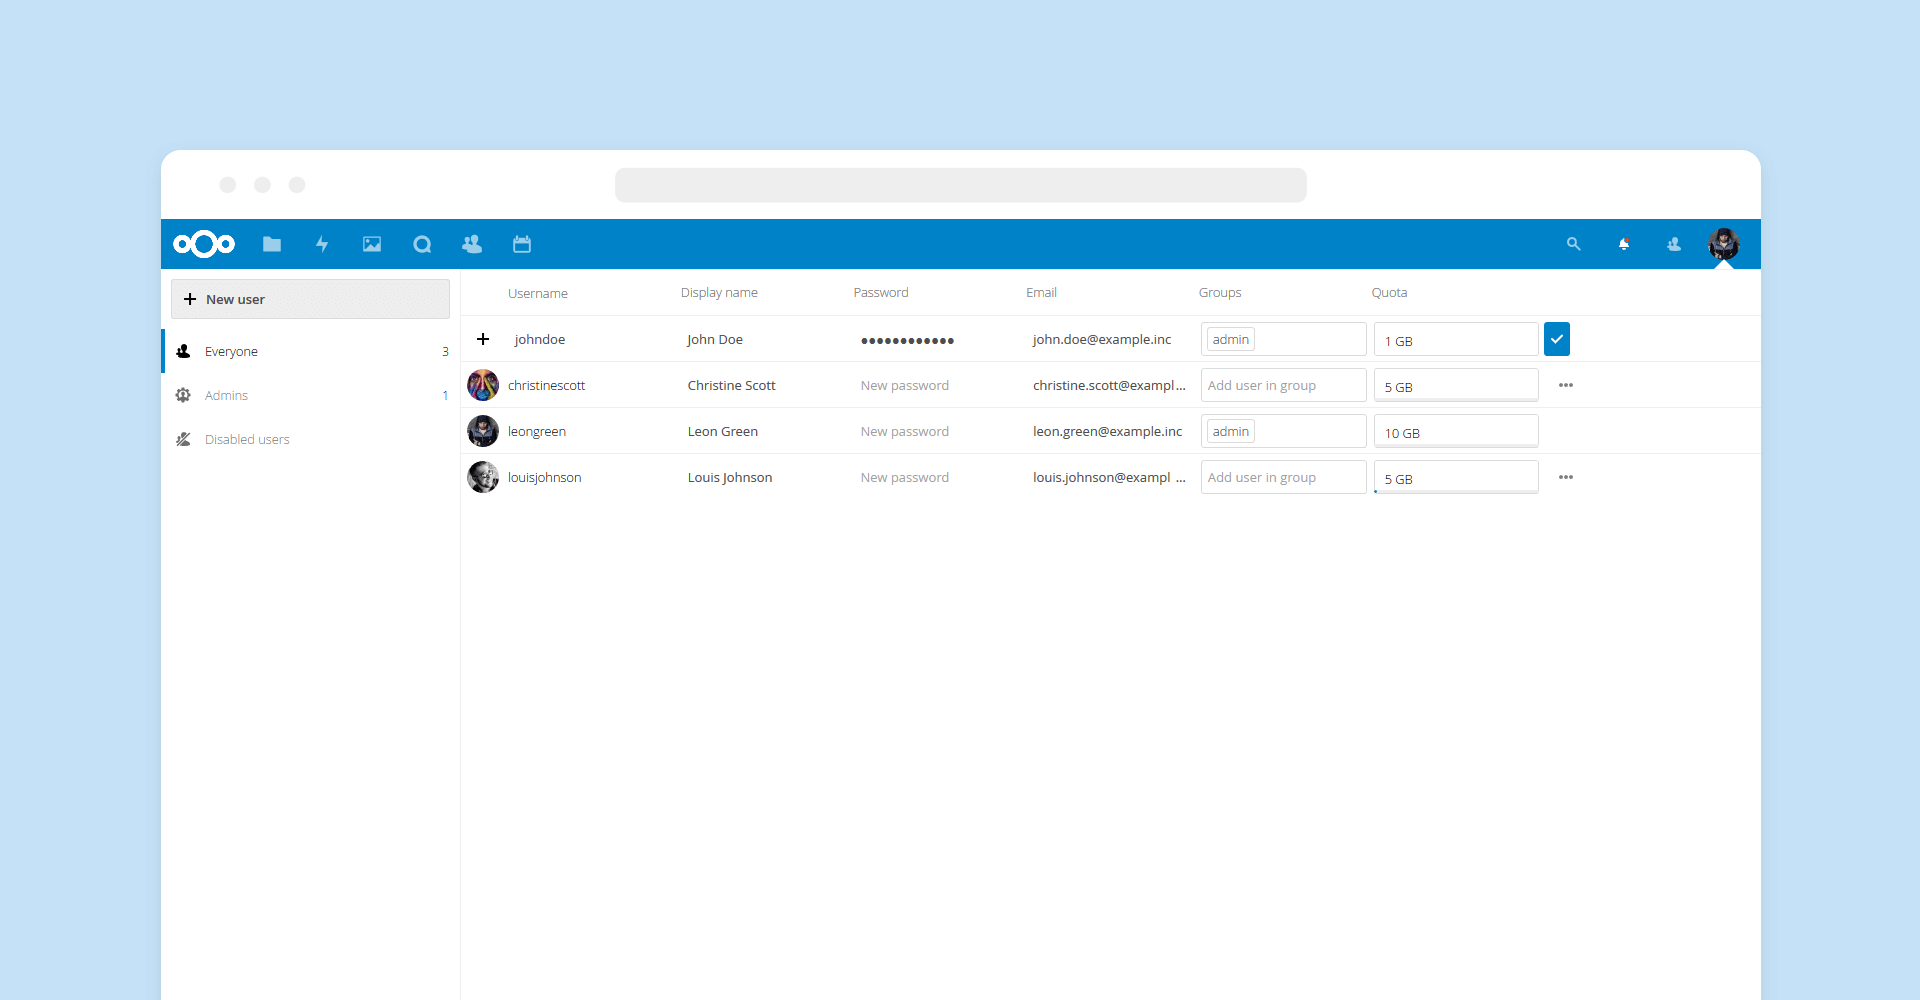 New user
Everyone 3
Admins 1
Disabled users
Username Display name Password Email Groups Quota
johndoe John Doe ●●●●●●●●●●●● john.doe@example.inc admin 1 GB
christinescott Christine Scott New password christine.scott@exampl... Add user in group 5 GB
leongreen Leon Green New password leon.green@example.inc admin 10 GB
louisjohnson Louis Johnson New password louis.johnson@exampl ... Add user in group 5 GB